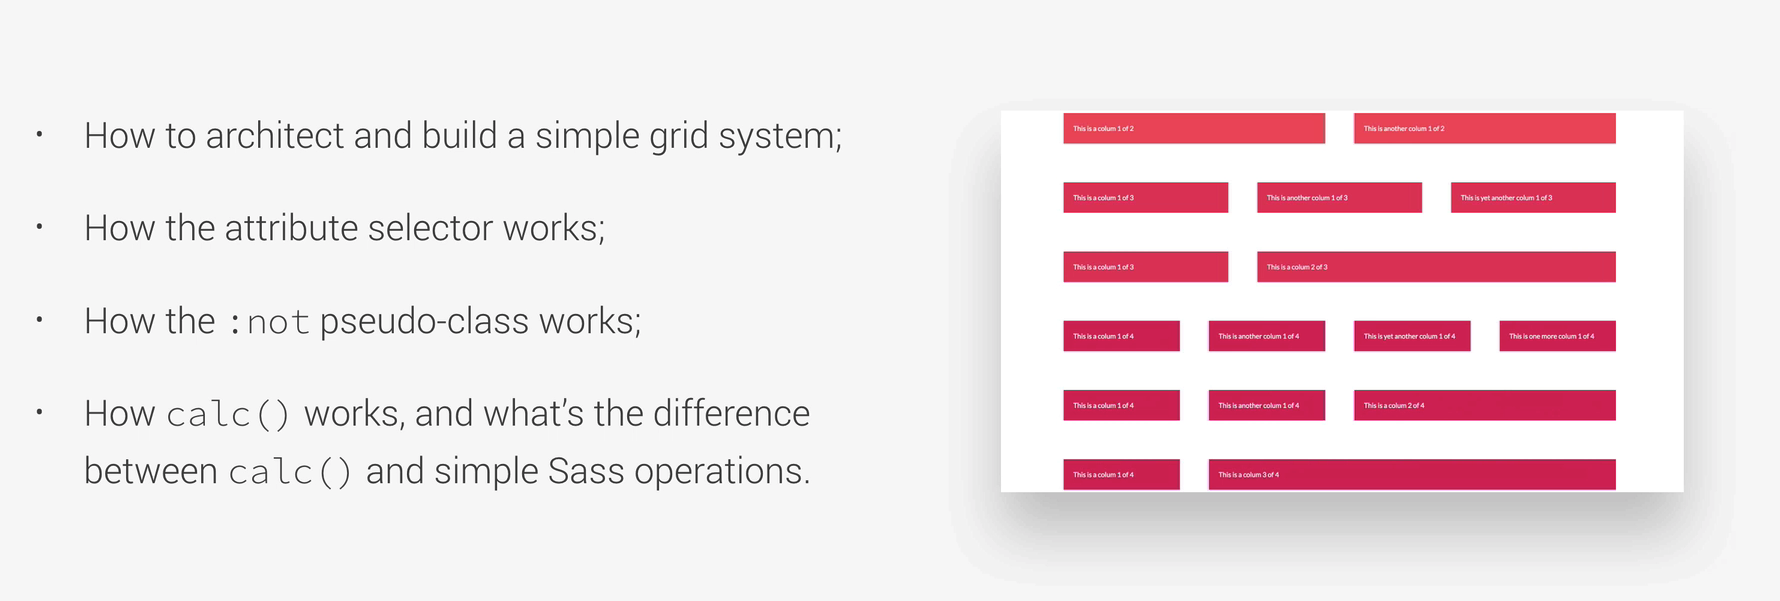 • How to architect and build a simple grid system;
• How the attribute selector works;
• How the :not pseudo-class works;
• How calc() works, and what’s the difference
between calc() and simple Sass operations.
This is a colum 1 of 2 This is another colum 1 of 2
This is a colum 1 of 3 This is another colum 1 of 3 This is yet another colum 1 of 3
This is a colum 1 of 3 This is a colum 2 of 3
This is a colum 1 of 4 This is another colum 1 of 4 This is yet another colum 1 of 4 This is one more colum 1 of 4
This is a colum 1 of 4 This is another colum 1 of 4 This is a colum 2 of 4
This is a colum 1 of 4 This is a colum 3 of 4